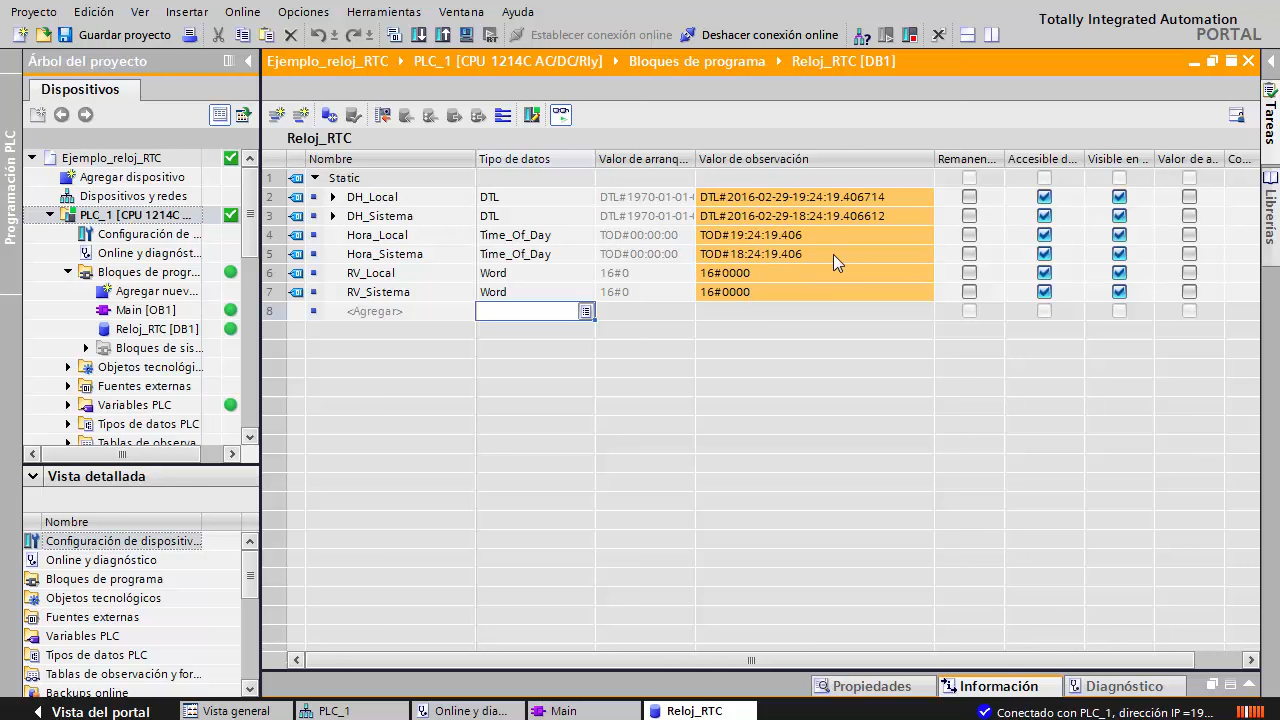 Proyecto Edición Ver Insertar Online Opciones Herramientas Ventana Ayuda
Totally Integrated Automation
PORTAL
Guardar proyecto Establecer conexión online Deshacer conexión online
Árbol del proyecto
Ejemplo_reloj_RTC PLC_1 [CPU 1214C AC/DC/Rly] Bloques de programa Reloj_RTC [DB1]
Dispositivos
Programación PLC
Tareas
Librerías
Reloj_RTC
Nombre Tipo de datos Valor de arranq... Valor de observación Remanen... Accesible d... Visible en .. Valor de a.. Co...
1 Static
2 DH_Local DTL DTL#1970-01-01-( DTL#2016-02-29-19:24:19.406714
3 DH_Sistema DTL DTL#1970-01-01-( DTL#2016-02-29-18:24:19.406612
4 Hora_Local Time_Of_Day TOD#00:00:00 TOD#19:24:19.406
5 Hora_Sistema Time_Of_Day TOD#00:00:00 TOD#18:24:19.406
6 RV_Local Word 16#0 16#0000
7 RV_Sistema Word 16#0 16#0000
8 <Agregar>
Ejemplo_reloj_RTC
Agregar dispositivo
Dispositivos y redes
PLC_1 [CPU 1214C ...
Configuración de ...
Online y diagnóst...
Bloques de progr...
Agregar nuev...
Main [OB1]
Reloj_RTC [DB1]
Bloques de sis...
Objetos tecnológi...
Fuentes externas
Variables PLC
Tipos de datos PLC
Tablas de observa...
Vista detallada
Nombre
Configuración de dispositiv...
Online y diagnóstico
Bloques de programa
Objetos tecnológicos
Fuentes externas
Variables PLC
Tipos de datos PLC
Tablas de observación y for...
Backups online
Propiedades Información Diagnóstico
Vista del portal Vista general PLC_1 Online y dia... Main Reloj_RTC Conectado con PLC_1, dirección IP =19...